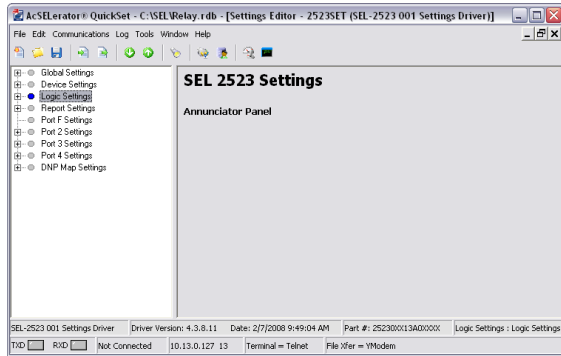 AcSELerator® QuickSet - C:\SEL\Relay.rdb - [Settings Editor - 2523SET (SEL-2523 001 Settings Driver)]
File Edit Communications Log Tools Window Help
Global Settings
Device Settings
Logic Settings
Report Settings
Port F Settings
Port 2 Settings
Port 3 Settings
Port 4 Settings
DNP Map Settings
SEL 2523 Settings
Annunciator Panel
SEL-2523 001 Settings Driver Driver Version: 4.3.8.11 Date: 2/7/2008 9:49:04 AM Part #: 25230XX13A0XXXX Logic Settings : Logic Settings
TXD RXD Not Connected 10.13.0.127 13 Terminal = Telnet File Xfer = YModem